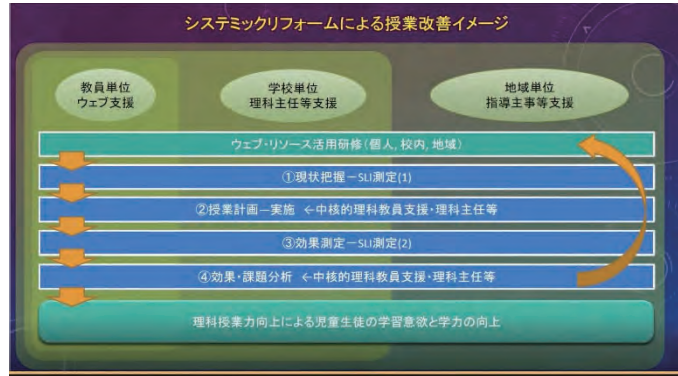 システミックリフォームによる授業改善イメージ
教員単位
ウェブ支援
学校単位
理科主任等支援
地域単位
指導主事等支援
ウェブ・リソース活用研修(個人, 校内, 地域)
①現状把握－SLI測定(1)
②授業計画―実施 ←中核的理科教員支援・理科主任等
③効果測定－SLI測定(2)
④効果・課題分析 ←中核的理科教員支援・理科主任等
理科授業力向上による児童生徒の学習意欲と学力の向上